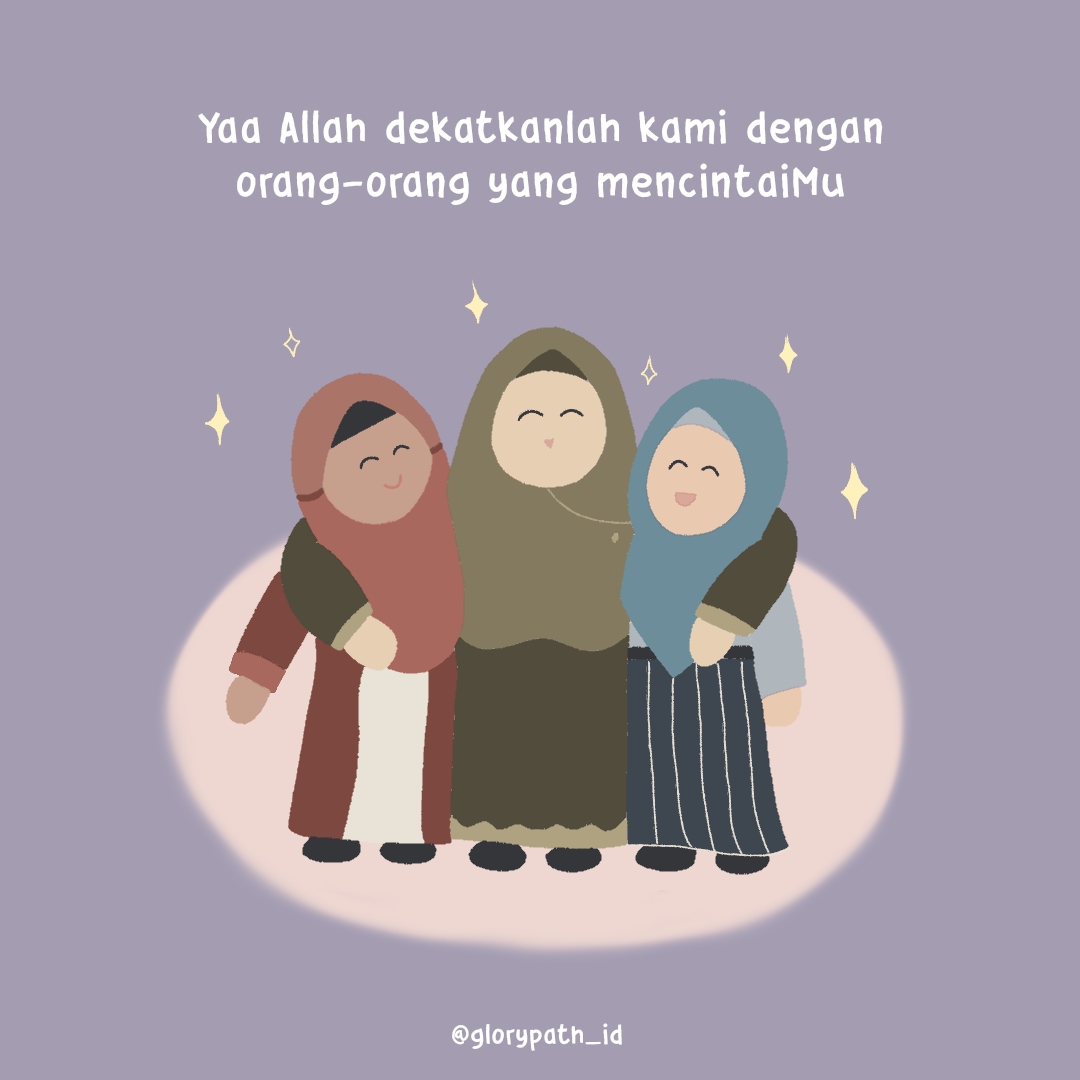 Yaa Allah dekatkanlah kami dengan
orang-orang yang mencintaiMu
@glorypath_id